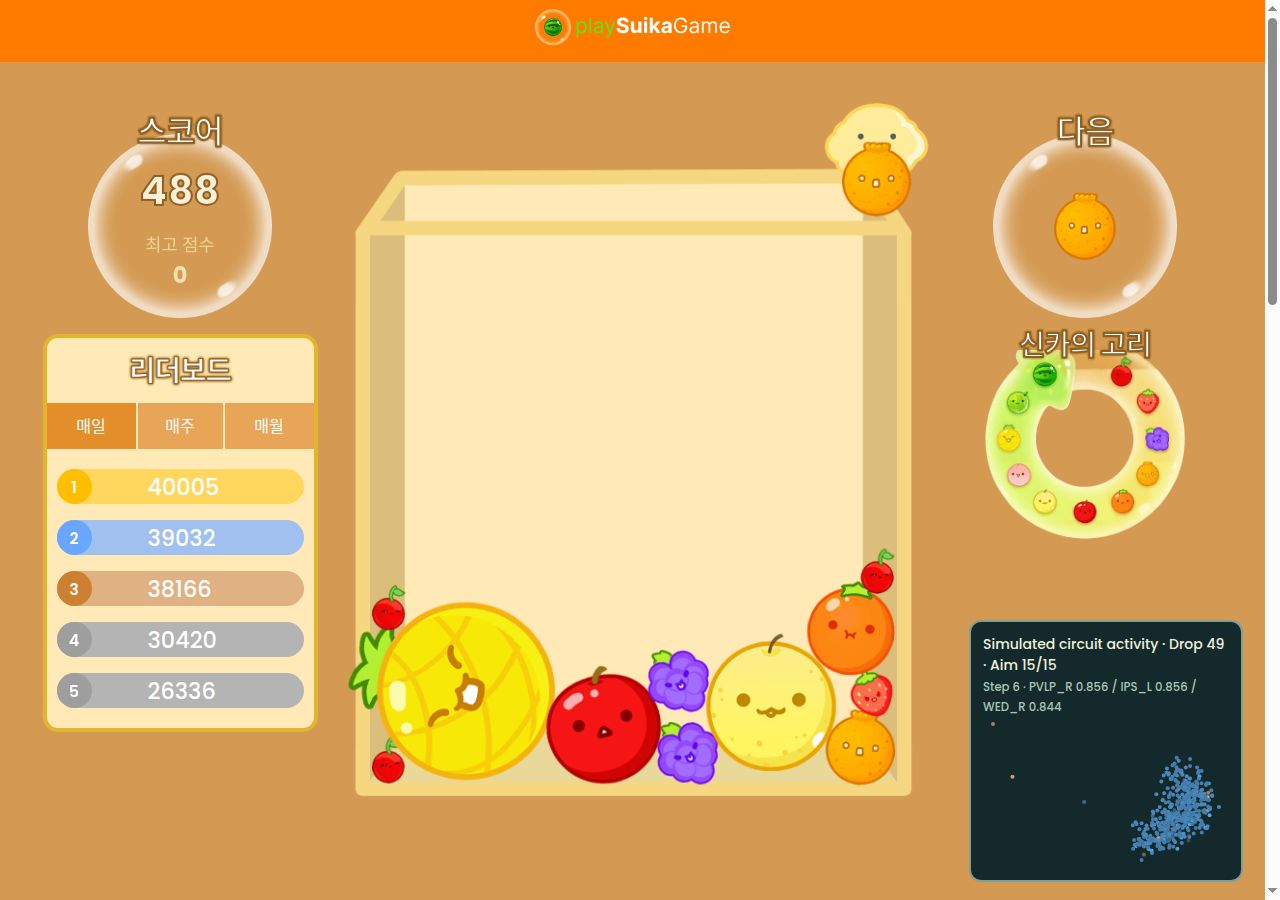 playSuikaGame
스코어
488
최고 점수
0
다음
리더보드
매일 매주 매월
1 40005
2 39032
3 38166
4 30420
5 26336
신카의 고리
Simulated circuit activity · Drop 49
· Aim 15/15
Step 6 · PVLP_R 0.856 / IPS_L 0.856 /
WED_R 0.844